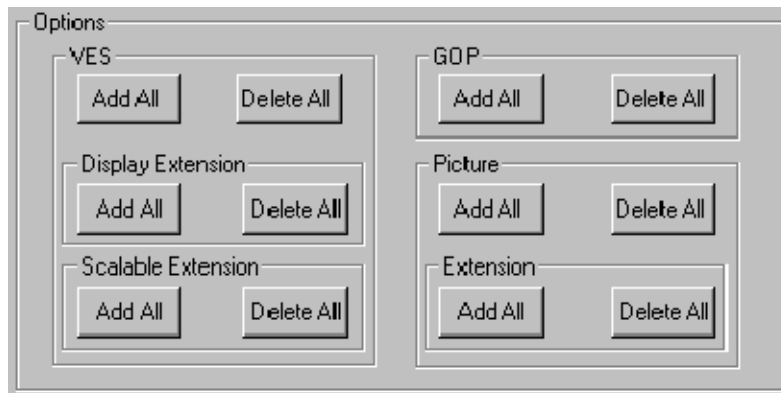 Options
VES
Add All Delete All
Display Extension
Add All Delete All
Scalable Extension
Add All Delete All
GOP
Add All Delete All
Picture
Add All Delete All
Extension
Add All Delete All